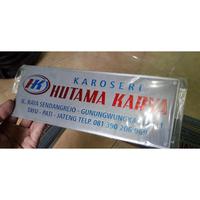 KAROSERI
HK HUTAMA KARYA
JL. RAYA SENDANGREJO - GUNUNGWUNGKAL
TAYU - PATI - JATENG TELP. 081 390 206 969